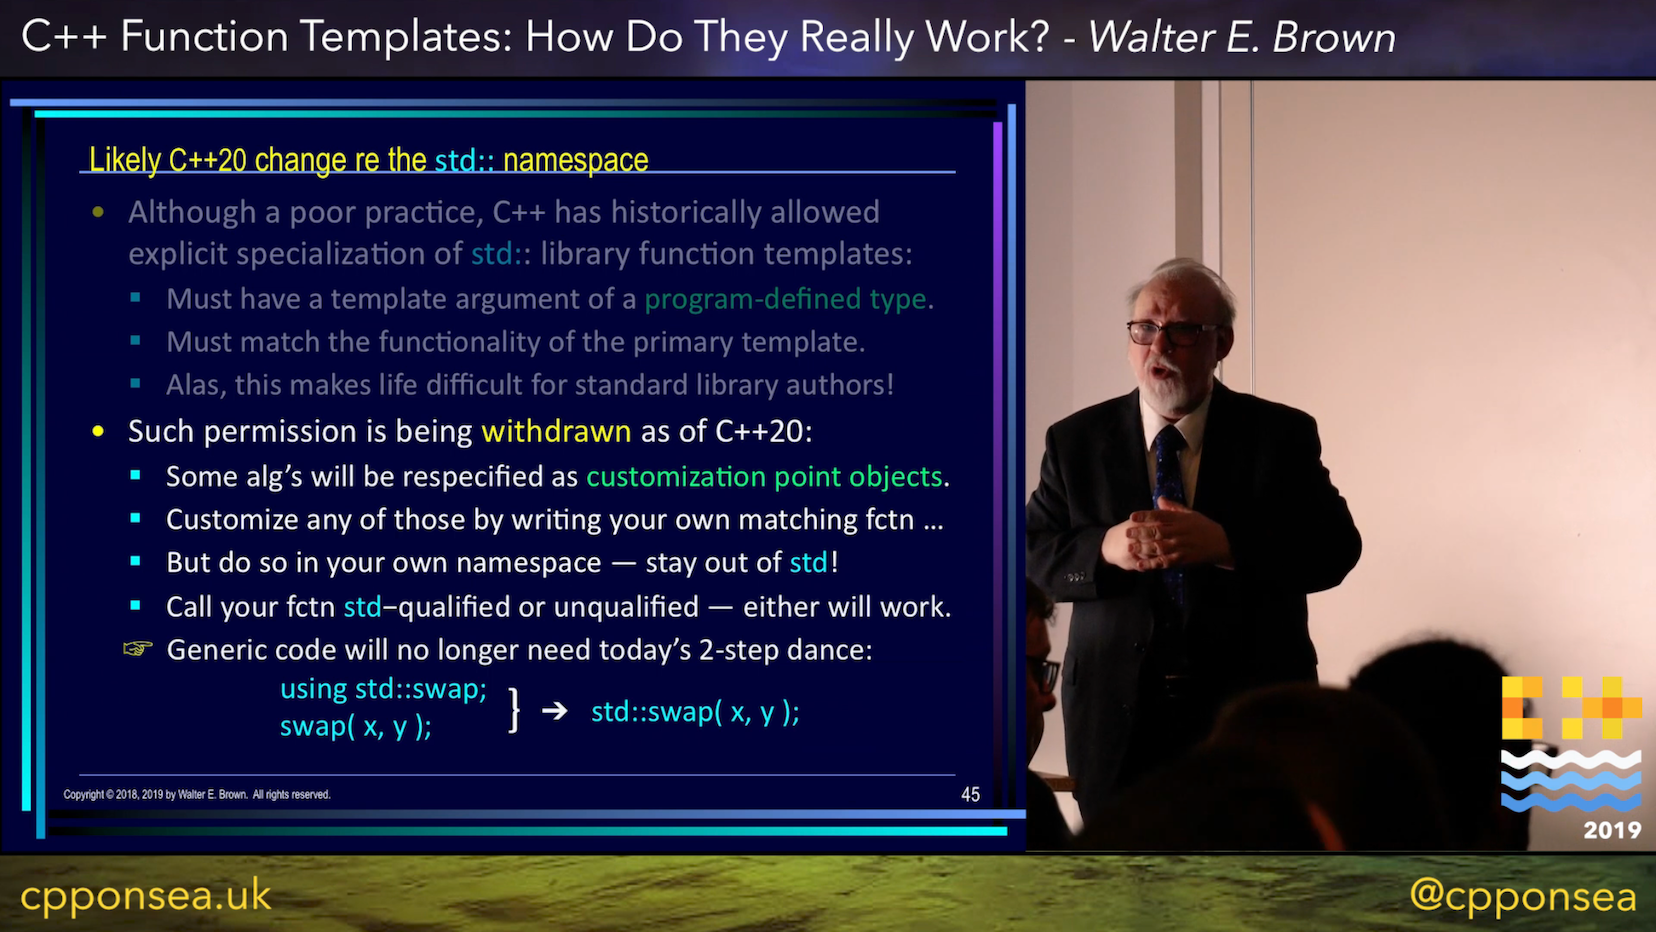 C++ Function Templates: How Do They Really Work? - Walter E. Brown
Likely C++20 change re the std:: namespace
• Although a poor practice, C++ has historically allowed
explicit specialization of std:: library function templates:
▪ Must have a template argument of a program-defined type.
▪ Must match the functionality of the primary template.
▪ Alas, this makes life difficult for standard library authors!
• Such permission is being withdrawn as of C++20:
▪ Some alg’s will be respecified as customization point objects.
▪ Customize any of those by writing your own matching fctn …
▪ But do so in your own namespace — stay out of std!
▪ Call your fctn std–qualified or unqualified — either will work.
☞ Generic code will no longer need today’s 2-step dance:
using std::swap;
swap( x, y );
} ➔ std::swap( x, y );
Copyright © 2018, 2019 by Walter E. Brown. All rights reserved.
45
C++
2019
cpponsea.uk
@cpponsea